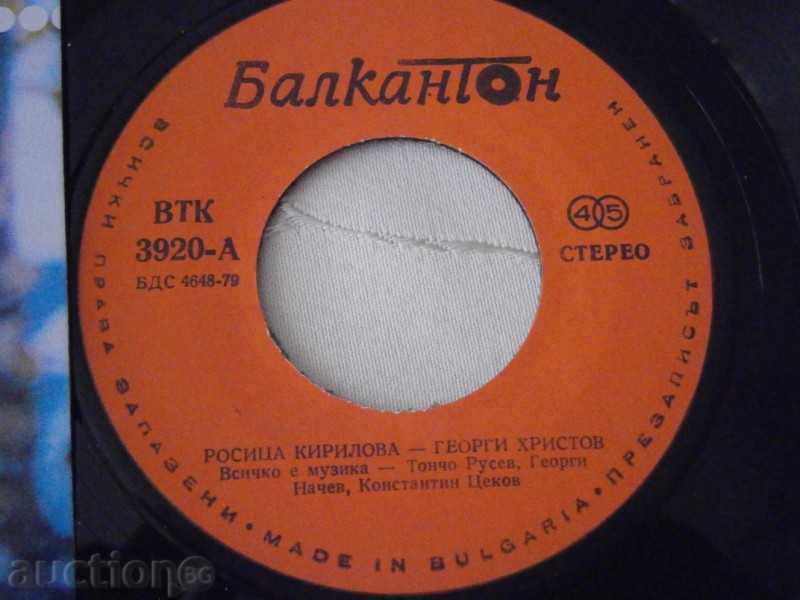 Балкантон
ВТК
3920-А
БДС 4648-79
45
СТЕРЕО
РОСИЦА КИРИЛОВА — ГЕОРГИ ХРИСТОВ
Всичко е музика — Тончо Русев, Георги
Начев, Константин Цеков
ВСИЧКИ ПРАВА ЗАПАЗЕНИ • MADE IN BULGARIA • ПРЕЗАПИСЪТ ЗАБРАНЕН
auction BG